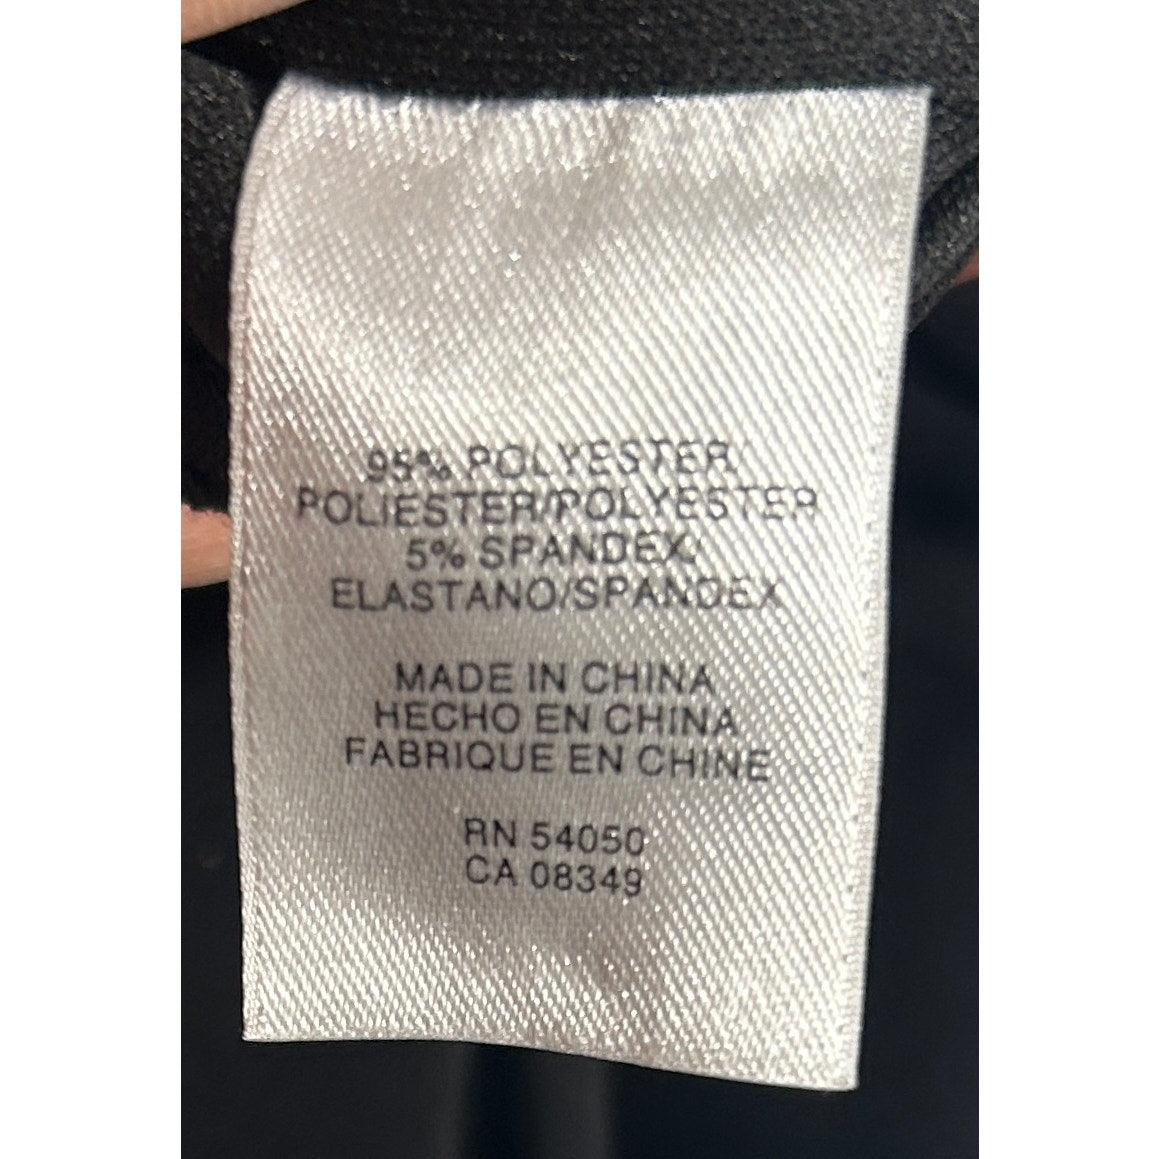 95% POLYESTER/
POLIESTER/POLYESTER
5% SPANDEX/
ELASTANO/SPANDEX
MADE IN CHINA
HECHO EN CHINA
FABRIQUE EN CHINE
RN 54050
CA 08349